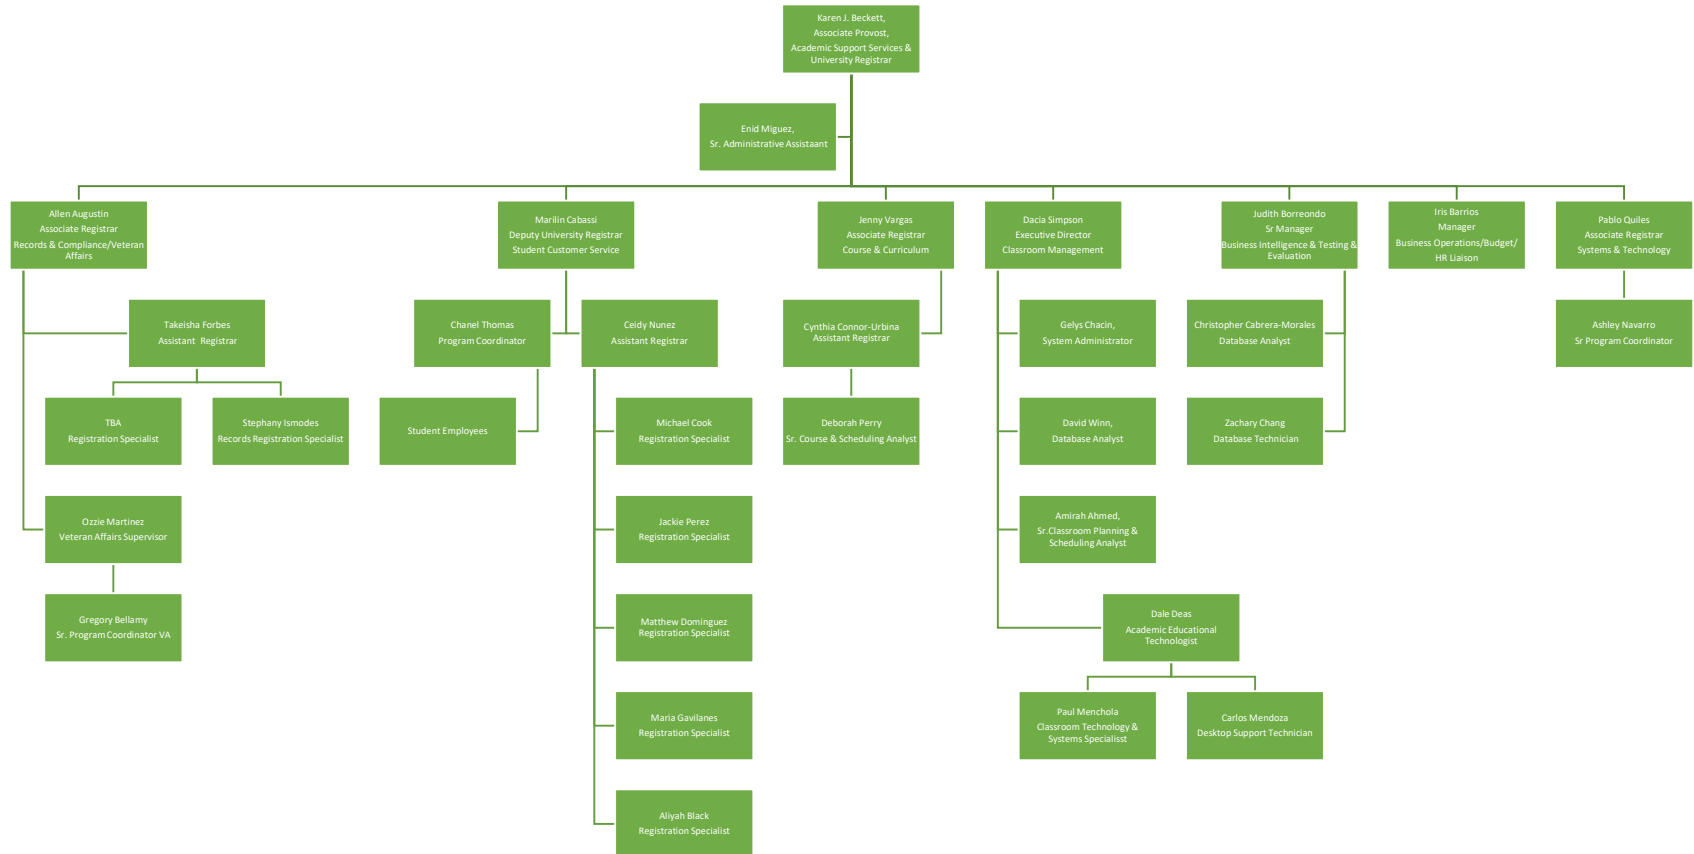 Karen J. Beckett,
Associate Provost,
Academic Support Services &
University Registrar
Enid Miguez,
Sr. Administrative Assistaant
Allen Augustin
Associate Registrar
Records & Compliance/Veteran
Affairs
Marilin Cabassi
Deputy University Registrar
Student Customer Service
Jenny Vargas
Associate Registrar
Course & Curriculum
Dacia Simpson
Executive Director
Classroom Management
Judith Borreondo
Sr Manager
Business Intelligence & Testing &
Evaluation
Iris Barrios
Manager
Business Operations/Budget/
HR Liaison
Pablo Quiles
Associate Registrar
Systems & Technology
Takeisha Forbes
Assistant Registrar
Chanel Thomas
Program Coordinator
Ceidy Nunez
Assistant Registrar
Cynthia Connor-Urbina
Assistant Registrar
Gelys Chacin,
System Administrator
Christopher Cabrera-Morales
Database Analyst
Ashley Navarro
Sr Program Coordinator
TBA
Registration Specialist
Stephany Ismodes
Records Registration Specialist
Student Employees
Michael Cook
Registration Specialist
Deborah Perry
Sr. Course & Scheduling Analyst
David Winn,
Database Analyst
Zachary Chang
Database Technician
Ozzie Martinez
Veteran Affairs Supervisor
Jackie Perez
Registration Specialist
Amirah Ahmed,
Sr.Classroom Planning &
Scheduling Analyst
Gregory Bellamy
Sr. Program Coordinator VA
Matthew Dominguez
Registration Specialist
Dale Deas
Academic Educational
Technologist
Maria Gavilanes
Registration Specialist
Paul Menchola
Classroom Technology &
Systems Specialisst
Carlos Mendoza
Desktop Support Technician
Aliyah Black
Registration Specialist